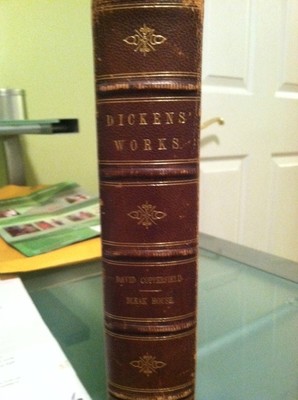 DICKENS'
WORKS.
DAVID COPPERFIELD.
BLEAK HOUSE.